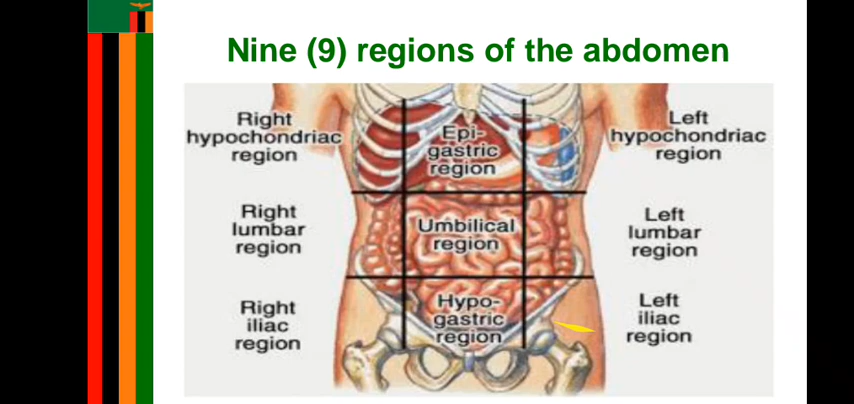 Nine (9) regions of the abdomen
Right
hypochondriac
region
Epi-
gastric
region
Left
hypochondriac
region
Right
lumbar
region
Umbilical
region
Left
lumbar
region
Right
iliac
region
Hypo-
gastric
region
Left
iliac
region